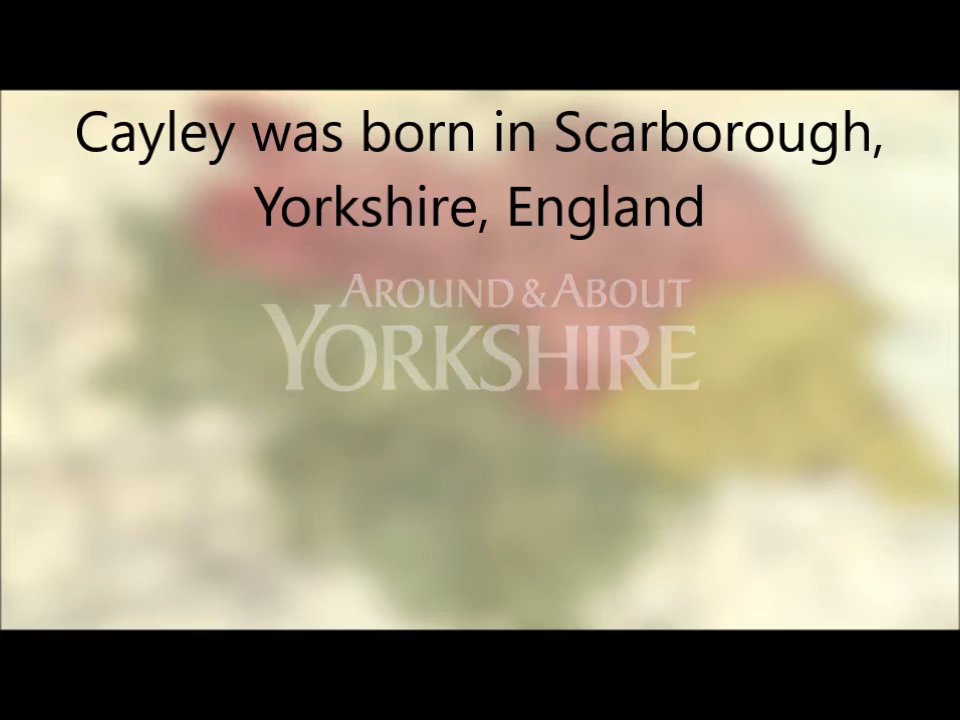 Cayley was born in Scarborough,
Yorkshire, England
AROUND & ABOUT
YORKSHIRE